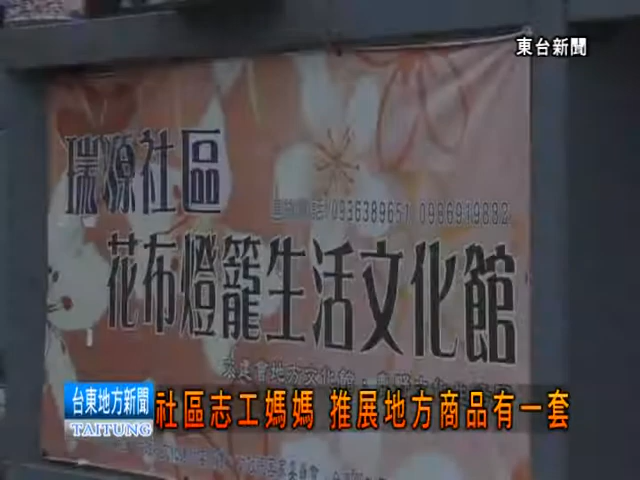 東台新聞
瑞源社區
0936389651 0986919882
花布燈籠生活文化館
台東地方新聞
TAITUNG
社區志工媽媽 推展地方商品有一套